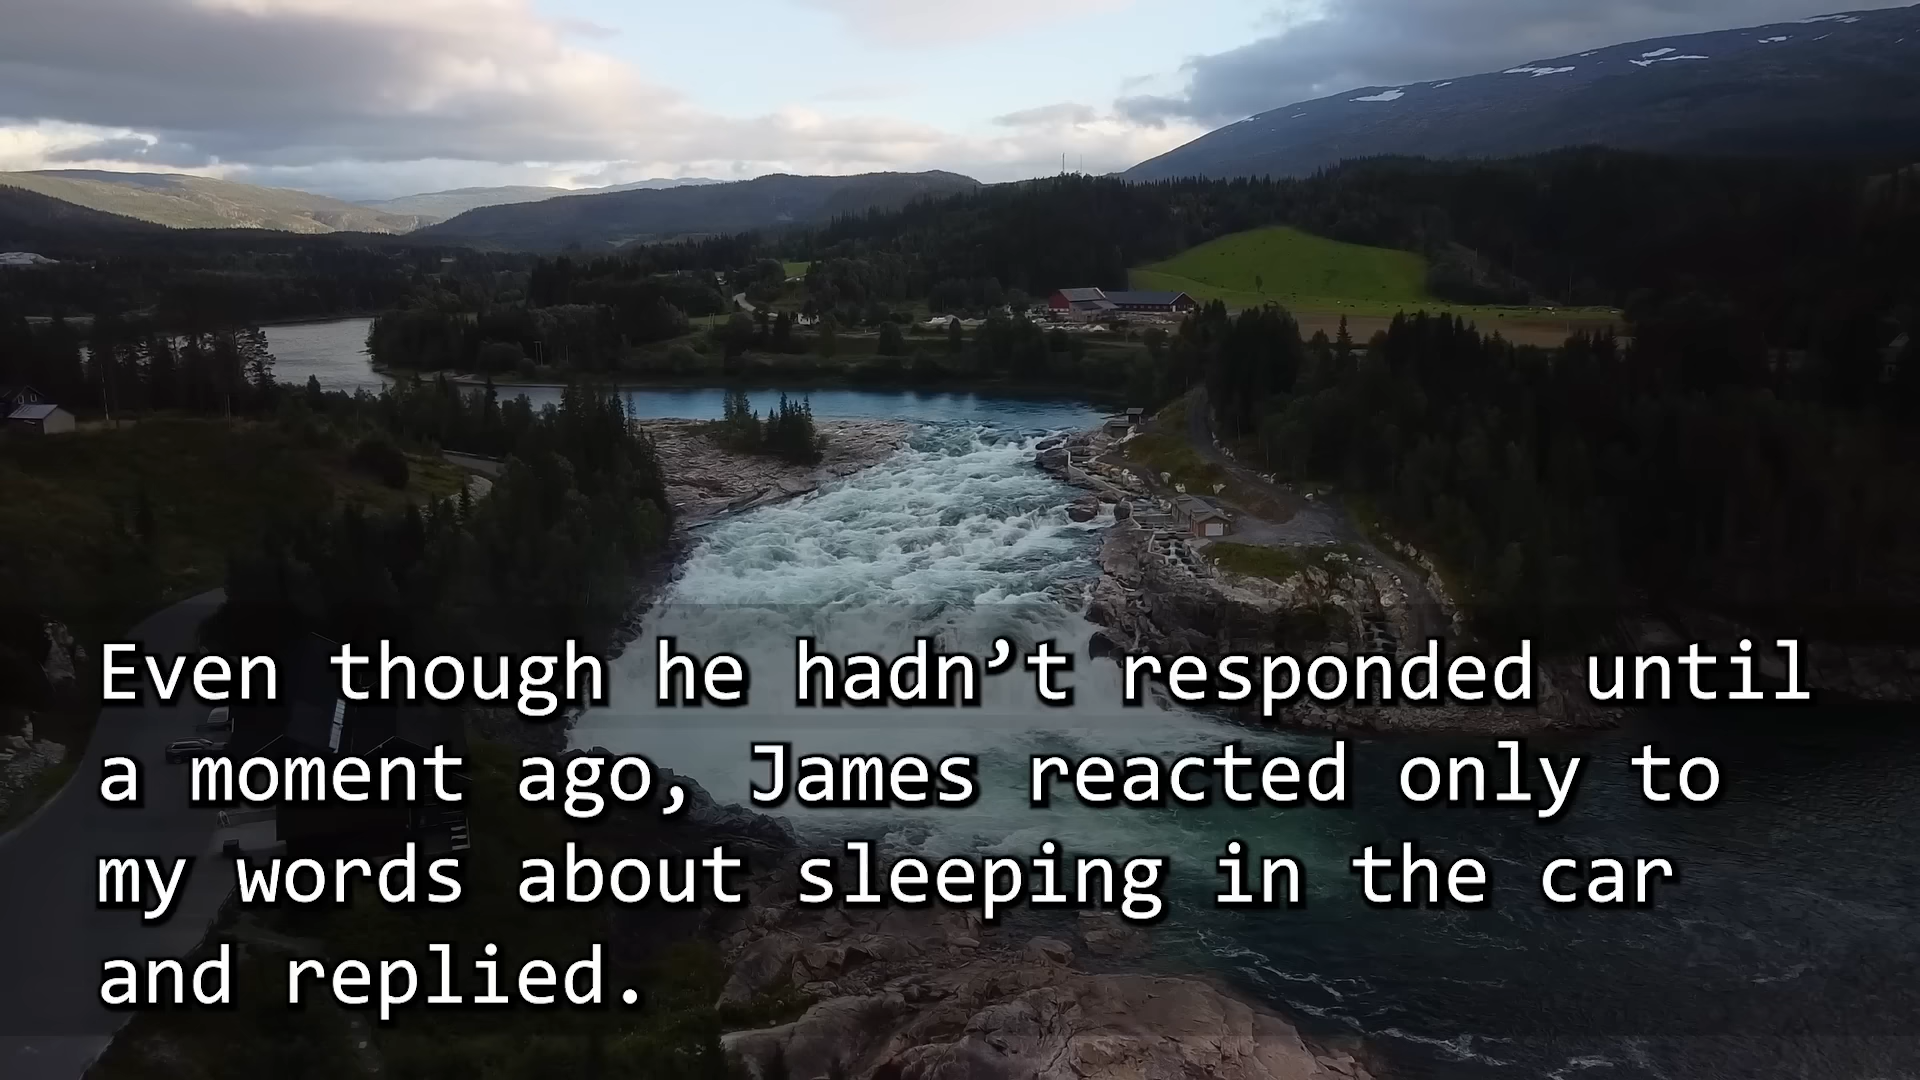 Even though he hadn’t responded until
a moment ago, James reacted only to
my words about sleeping in the car
and replied.